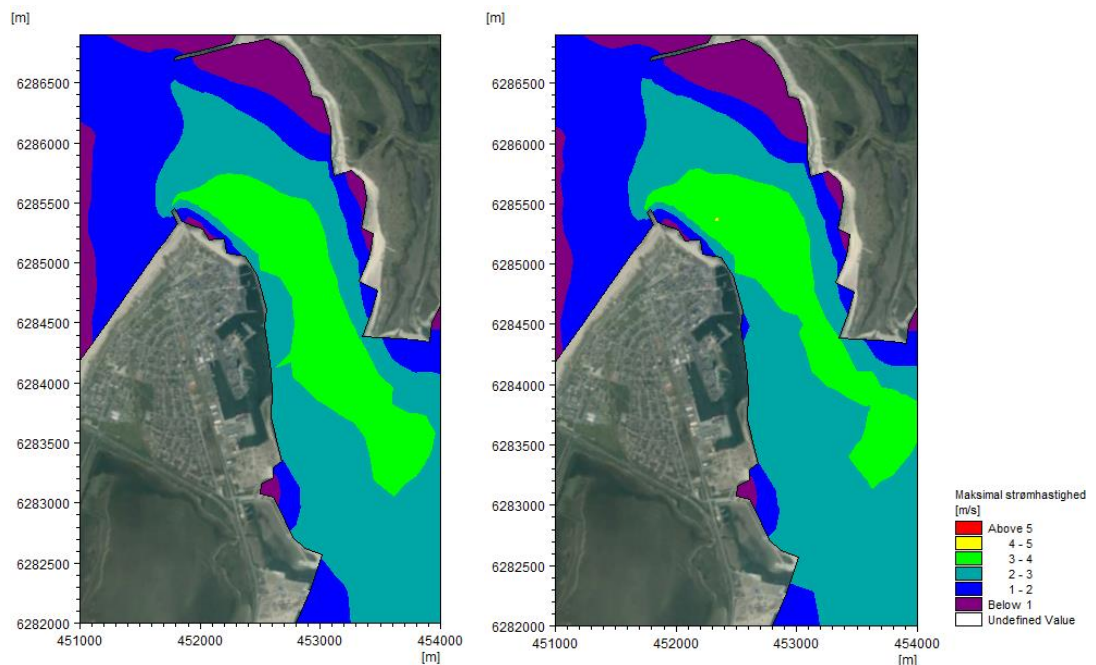 [m]
6286500
6286000
6285500
6285000
6284500
6284000
6283500
6283000
6282500
6282000
451000 452000 453000 454000
[m]
[m]
6286500
6286000
6285500
6285000
6284500
6284000
6283500
6283000
6282500
6282000
451000 452000 453000 454000
[m]
Maksimal strømhastighed
[m/s]
Above 5
4 - 5
3 - 4
2 - 3
1 - 2
Below 1
Undefined Value